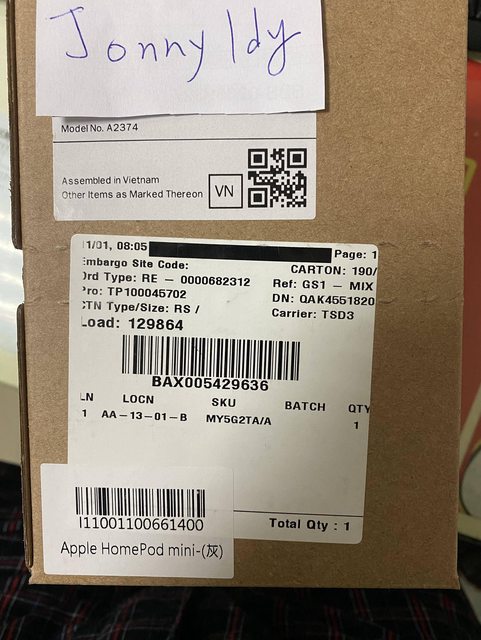 Jonny ldy
Model No. A2374
Assembled in Vietnam
Other Items as Marked Thereon
VN
1/01, 08:05 Page: 1
Embargo Site Code: CARTON: 190/
Ord Type: RE - 0000682312 Ref: GS1 - MIX
Pro: TP100045702 DN: QAK4551820
CTN Type/Size: RS / Carrier: TSD3
Load: 129864
BAX005429636
LN LOCN SKU BATCH QTY
1 AA-13-01-B MY5G2TA/A 1
Total Qty : 1
I11001100661400
Apple HomePod mini-(灰)